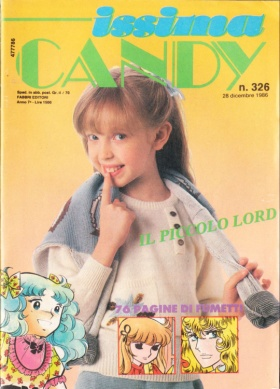 issima
CANDY
477786
Sped. in abb. post. Gr. II / 70
FABBRI EDITORI
Anno 7° - Lire 1500
n. 326
28 dicembre 1986
IL PICCOLO LORD
76 PAGINE DI FUMETTI